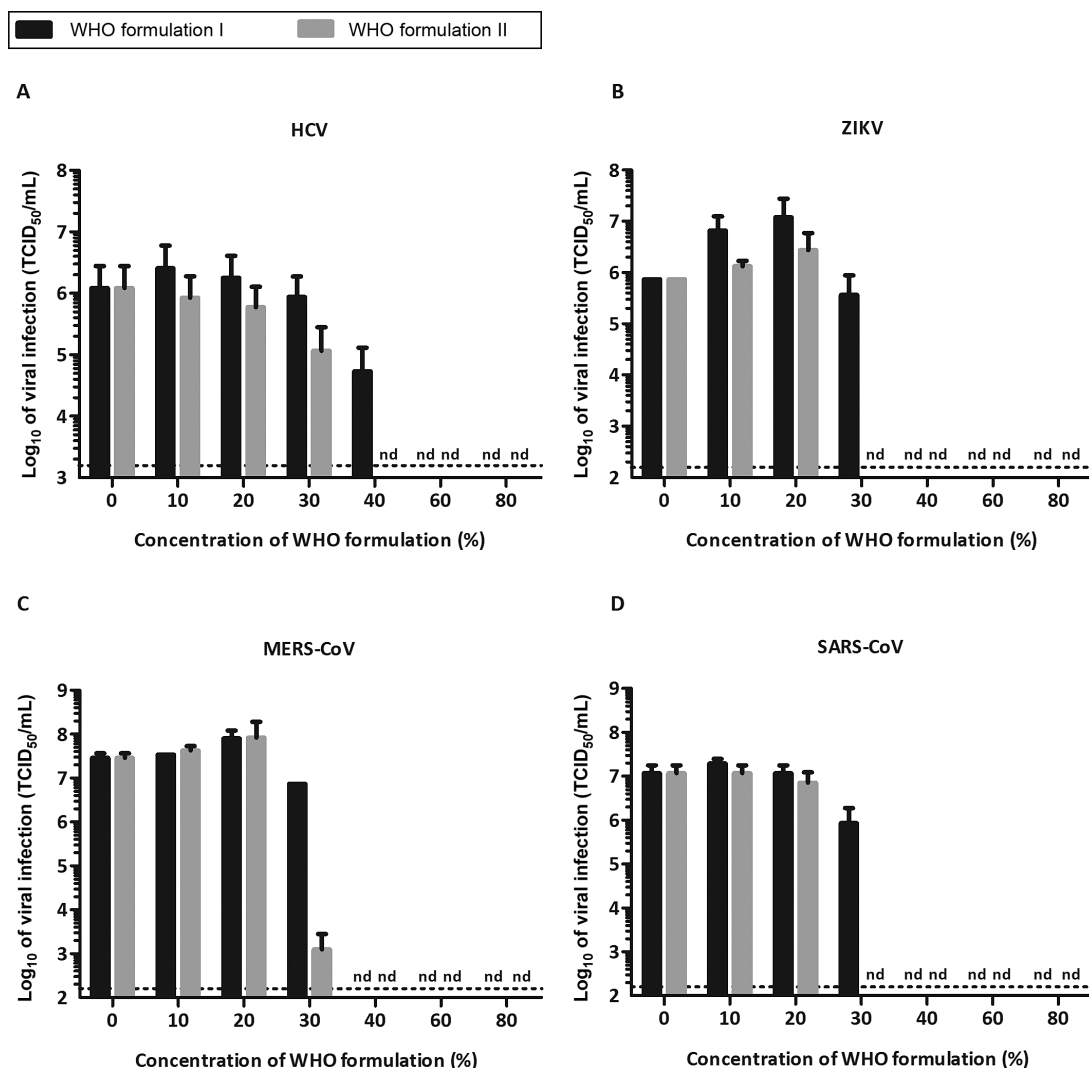 WHO formulation I WHO formulation II
A
HCV
Log10 of viral infection (TCID50/mL)
8
7
6
5
4
3
nd nd nd nd nd
0 10 20 30 40 60 80
Concentration of WHO formulation (%)
B
ZIKV
Log10 of viral infection (TCID50/mL)
8
7
6
5
4
3
2
nd nd nd nd nd nd nd
0 10 20 30 40 60 80
Concentration of WHO formulation (%)
C
MERS-CoV
Log10 of viral infection (TCID50/mL)
9
8
7
6
5
4
3
2
nd nd nd nd nd nd
0 10 20 30 40 60 80
Concentration of WHO formulation (%)
D
SARS-CoV
Log10 of viral infection (TCID50/mL)
9
8
7
6
5
4
3
2
nd nd nd nd nd nd nd
0 10 20 30 40 60 80
Concentration of WHO formulation (%)